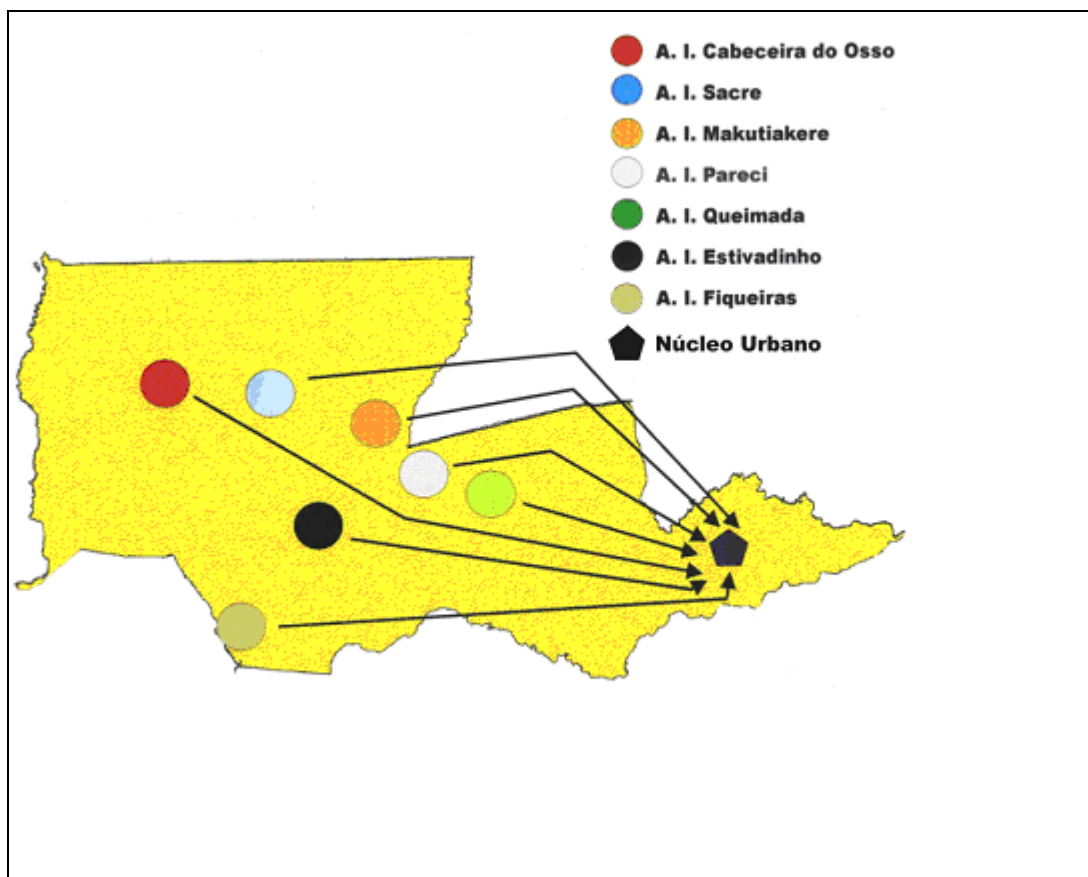 A. I. Cabeceira do Osso
A. I. Sacre
A. I. Makutiakere
A. I. Pareci
A. I. Queimada
A. I. Estivadinho
A. I. Fiqueiras
Núcleo Urbano